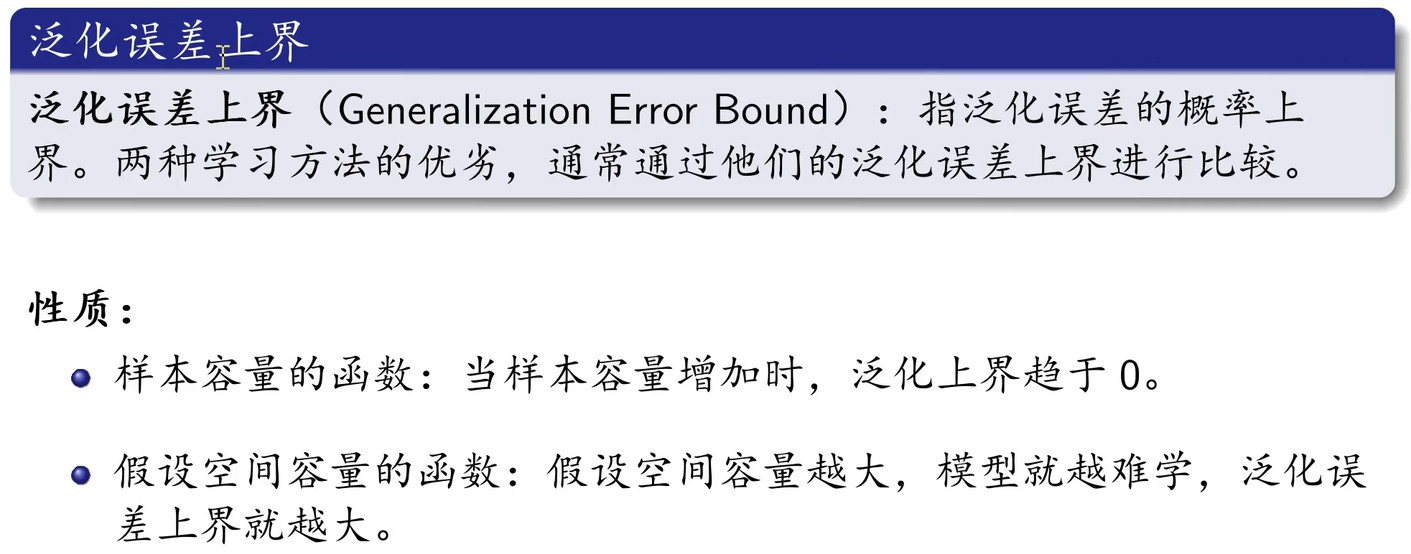 泛化误差上界
泛化误差上界（Generalization Error Bound）：指泛化误差的概率上
界。两种学习方法的优劣，通常通过他们的泛化误差上界进行比较。
性质：
样本容量的函数：当样本容量增加时，泛化上界趋于 0。
假设空间容量的函数：假设空间容量越大，模型就越难学，泛化误
差上界就越大。